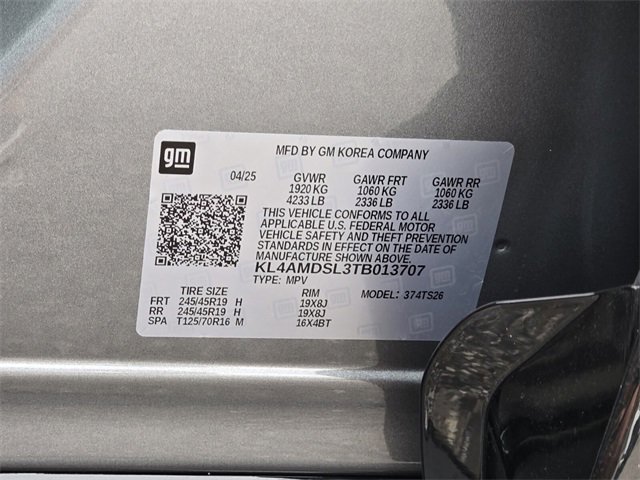 gm
MFD BY GM KOREA COMPANY
04/25 GVWR GAWR FRT GAWR RR
1920 KG 1060 KG 1060 KG
4233 LB 2336 LB 2336 LB
THIS VEHICLE CONFORMS TO ALL
APPLICABLE U.S. FEDERAL MOTOR
VEHICLE SAFETY AND THEFT PREVENTION
STANDARDS IN EFFECT ON THE DATE OF
MANUFACTURE SHOWN ABOVE.
KL4AMDSL3TB013707
TYPE: MPV MODEL: 374TS26
TIRE SIZE RIM
FRT 245/45R19 H 19X8J
RR 245/45R19 H 19X8J
SPA T125/70R16 M 16X4BT